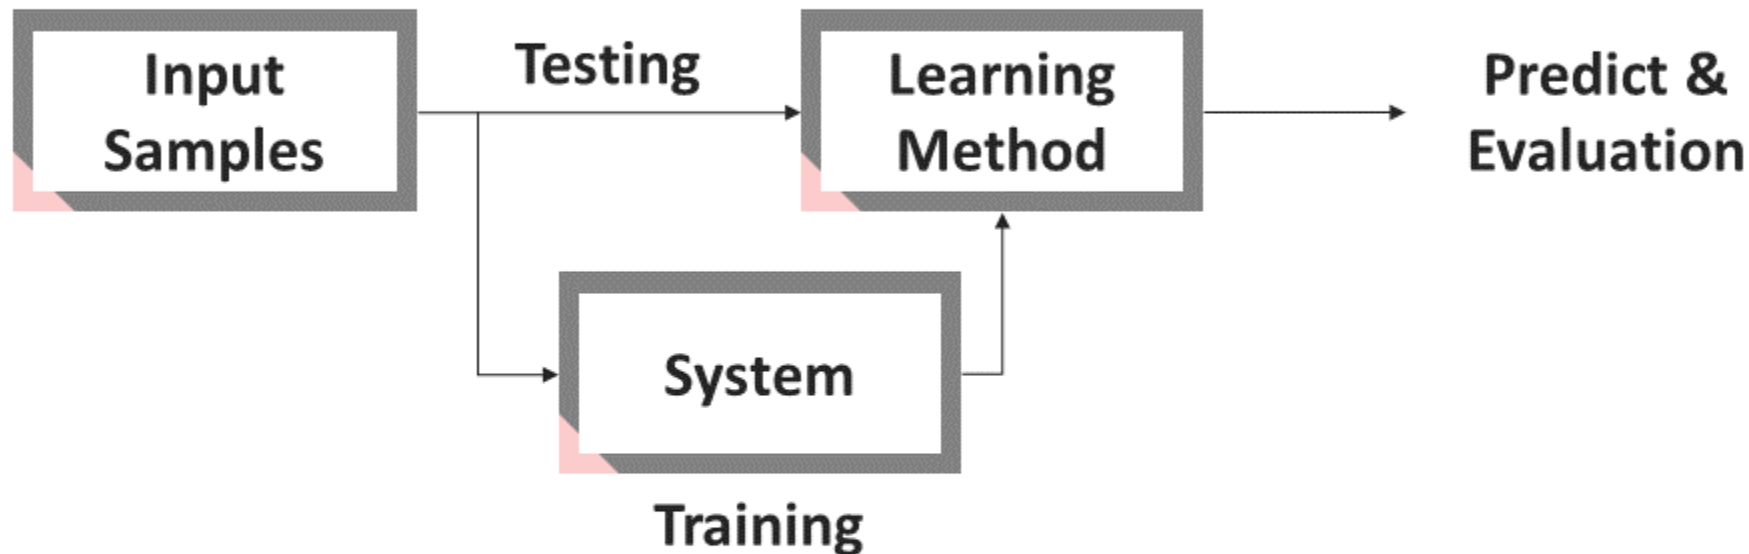 Input
Samples
Testing
Learning
Method
Predict &
Evaluation
System
Training